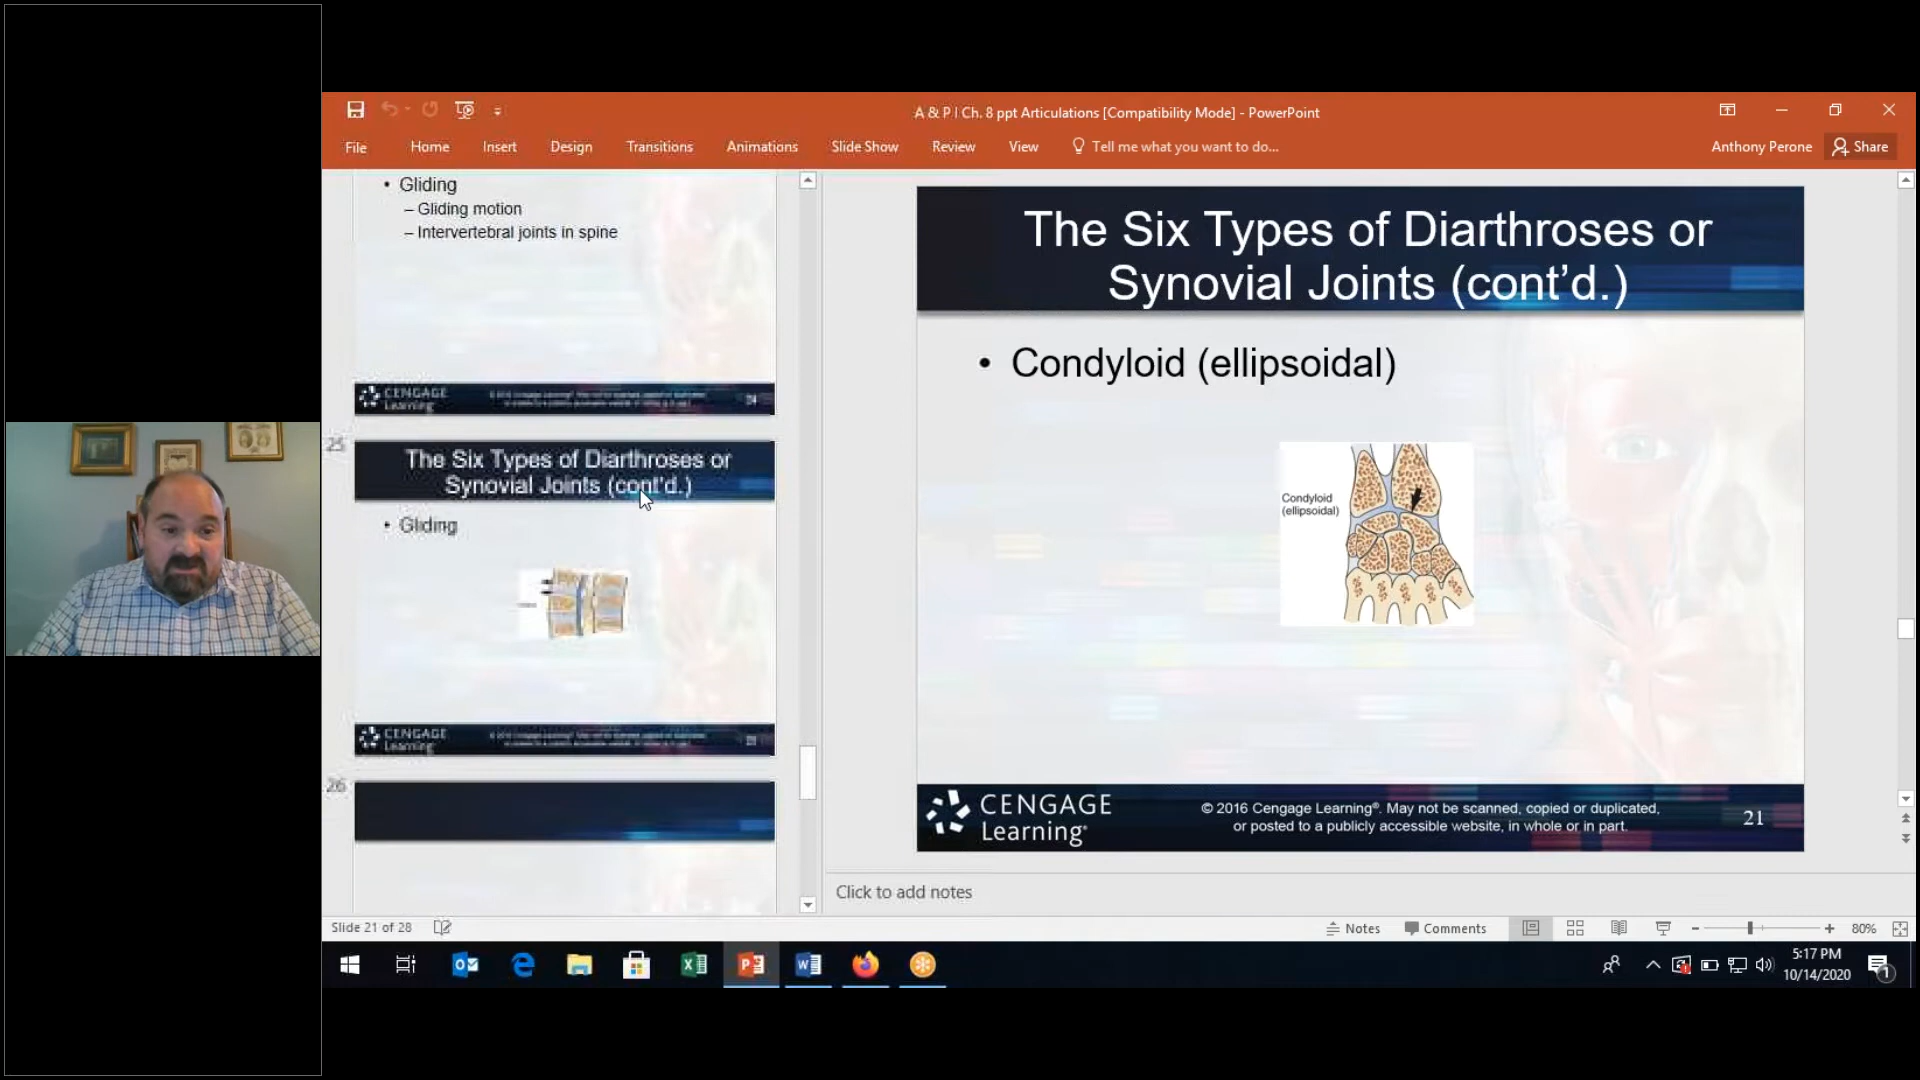 A & P I Ch. 8 ppt Articulations [Compatibility Mode] - PowerPoint
File Home Insert Design Transitions Animations Slide Show Review View Tell me what you want to do... Anthony Perone Share
• Gliding
– Gliding motion
– Intervertebral joints in spine
CENGAGE
Learning
24
25
The Six Types of Diarthroses or
Synovial Joints (cont'd.)
• Gliding
CENGAGE
Learning
26
The Six Types of Diarthroses or
Synovial Joints (cont’d.)
• Condyloid (ellipsoidal)
Condyloid
(ellipsoidal)
CENGAGE
Learning®
© 2016 Cengage Learning®. May not be scanned, copied or duplicated,
or posted to a publicly accessible website, in whole or in part.
21
Click to add notes
Slide 21 of 28
Notes Comments 80%
5:17 PM
10/14/2020
1